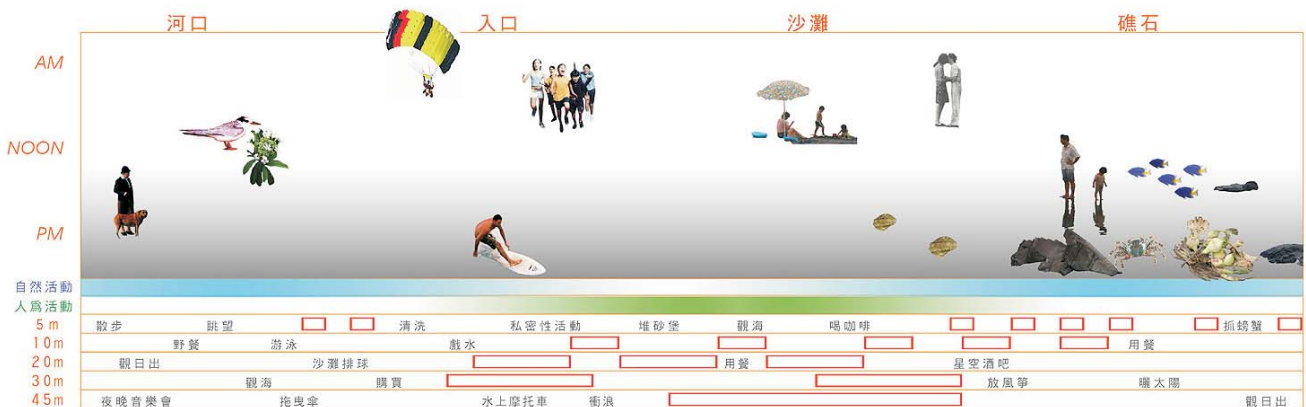 河口 入口 沙灘 礁石
AM
NOON
PM
自然活動
人爲活動
5m 散步 眺望 清洗 私密性活動 堆砂堡 觀海 喝咖啡 抓螃蟹
10m 野餐 游泳 戲水 用餐
20m 觀日出 沙灘排球 用餐 星空酒吧
30m 觀海 購買 放風箏 曬太陽
45m 夜晚音樂會 拖曳傘 水上摩托車 衝浪 觀日出